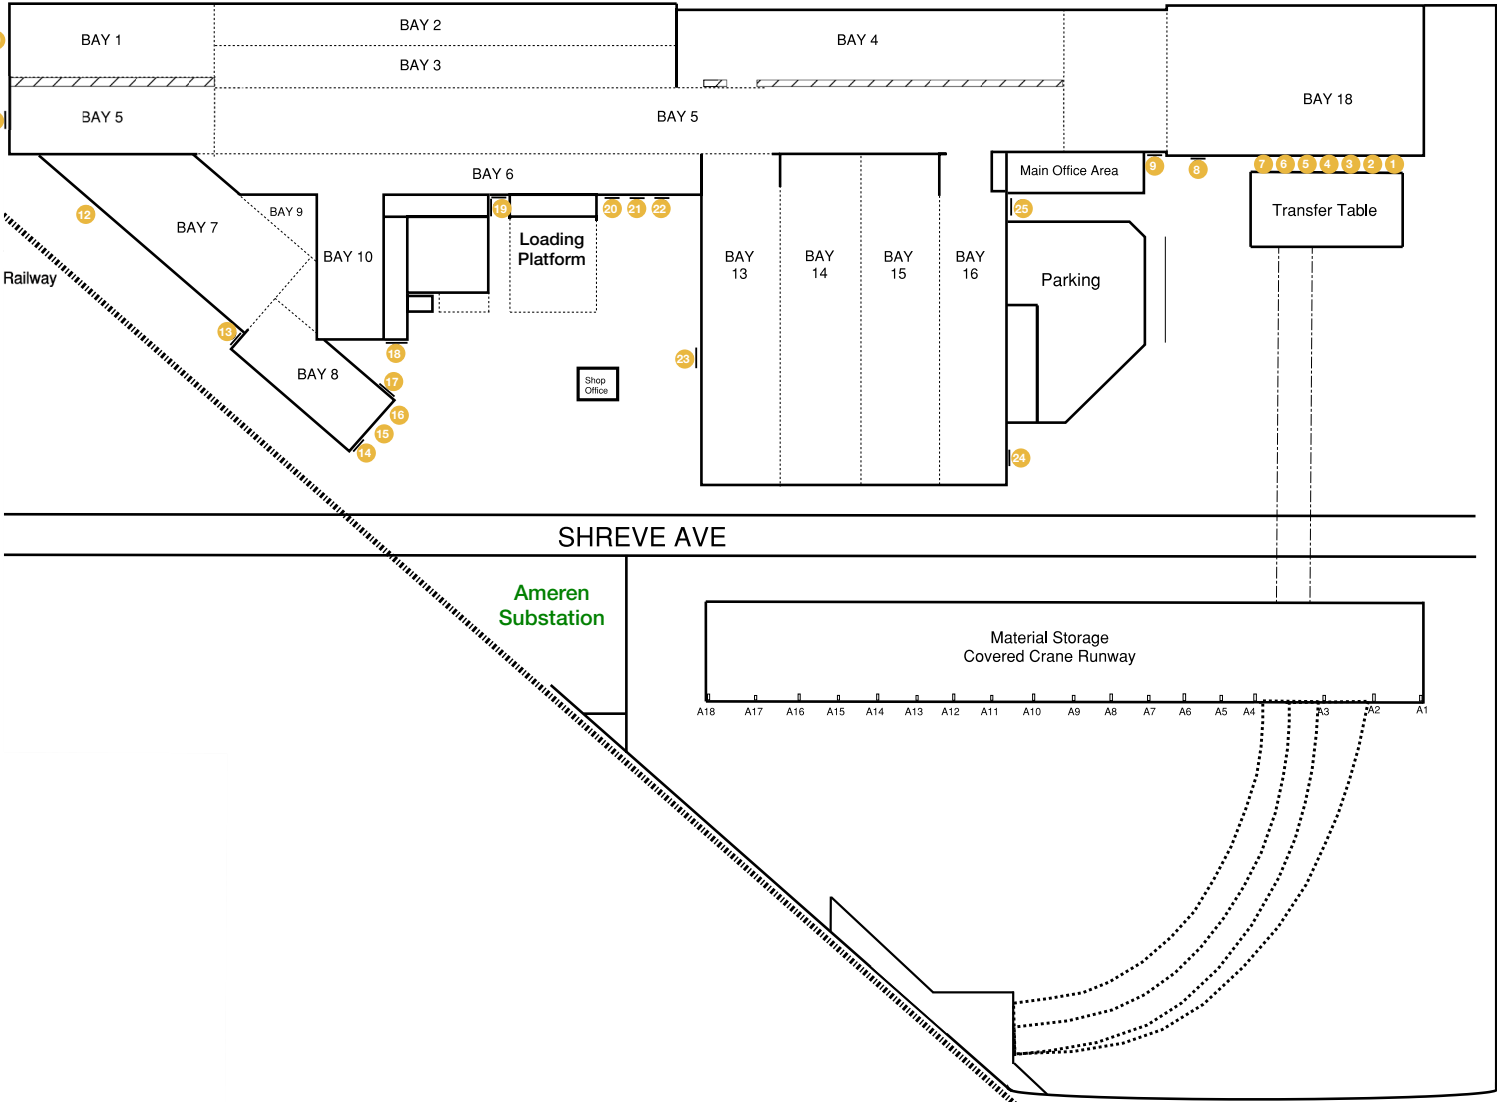 BAY 1
BAY 2
BAY 3
BAY 4
BAY 5
BAY 5
BAY 18
BAY 6
Main Office Area
9
8
7
6
5
4
3
2
1
12
BAY 7
BAY 9
BAY 10
19
20
21
22
25
Transfer Table
Loading
Platform
BAY
13
BAY
14
BAY
15
BAY
16
Railway
Parking
13
18
23
BAY 8
17
Shop
Office
16
15
14
24
SHREVE AVE
Ameren
Substation
Material Storage
Covered Crane Runway
A18
A17
A16
A15
A14
A13
A12
A11
A10
A9
A8
A7
A6
A5
A4
A3
A2
A1